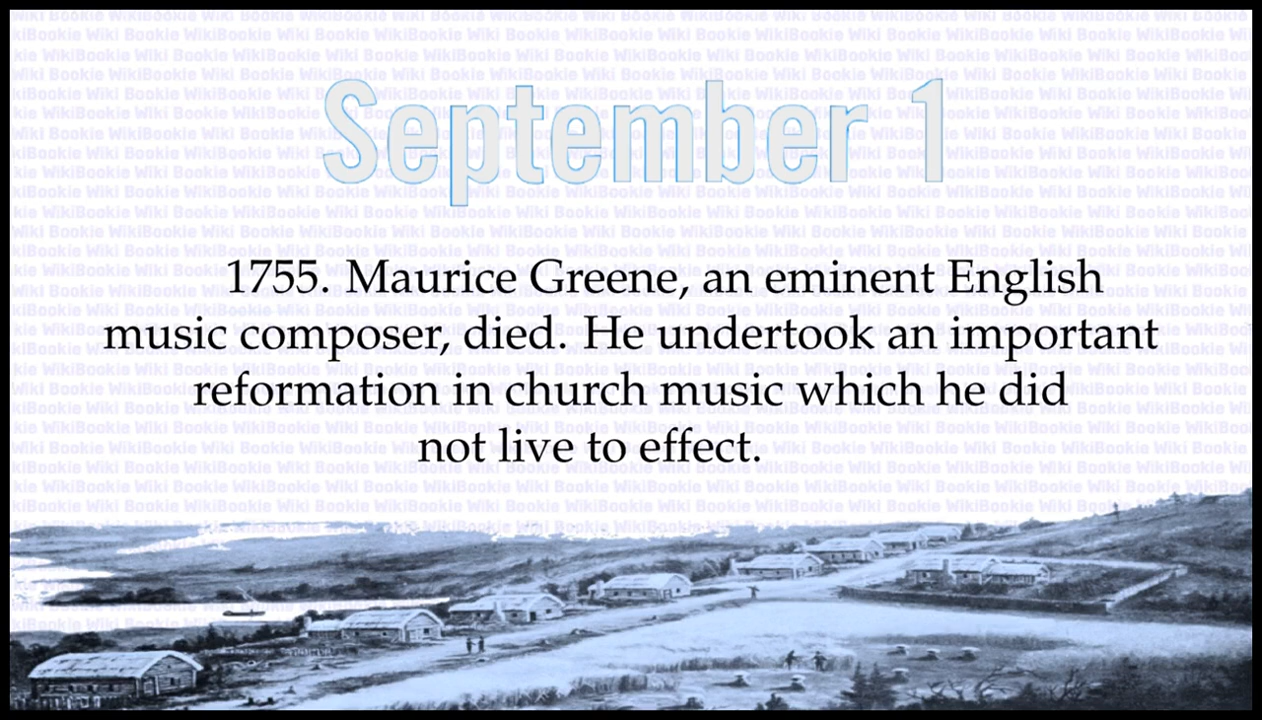 September 1
1755. Maurice Greene, an eminent English
music composer, died. He undertook an important
reformation in church music which he did
not live to effect.